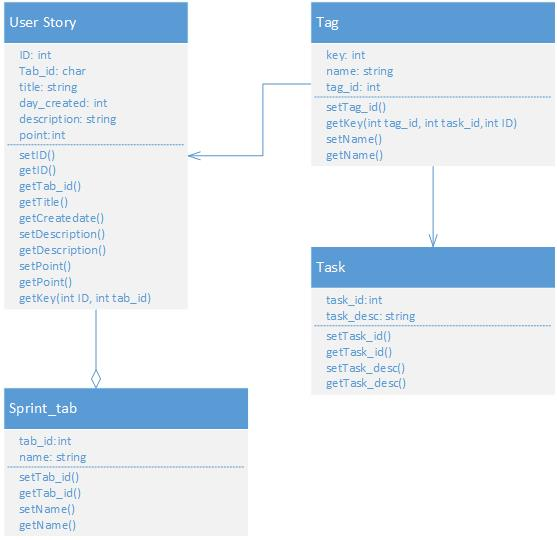 User Story
ID: int
Tab_id: char
title: string
day_created: int
description: string
point:int
setID()
getID()
getTab_id()
getTitle()
getCreatedate()
setDescription()
getDescription()
setPoint()
getPoint()
getKey(int ID, int tab_id)
Tag
key: int
name: string
tag_id: int
setTag_id()
getKey(int tag_id, int task_id,int ID)
setName()
getName()
Task
task_id:int
task_desc: string
setTask_id()
getTask_id()
setTask_desc()
getTask_desc()
Sprint_tab
tab_id:int
name: string
setTab_id()
getTab_id()
setName()
getName()